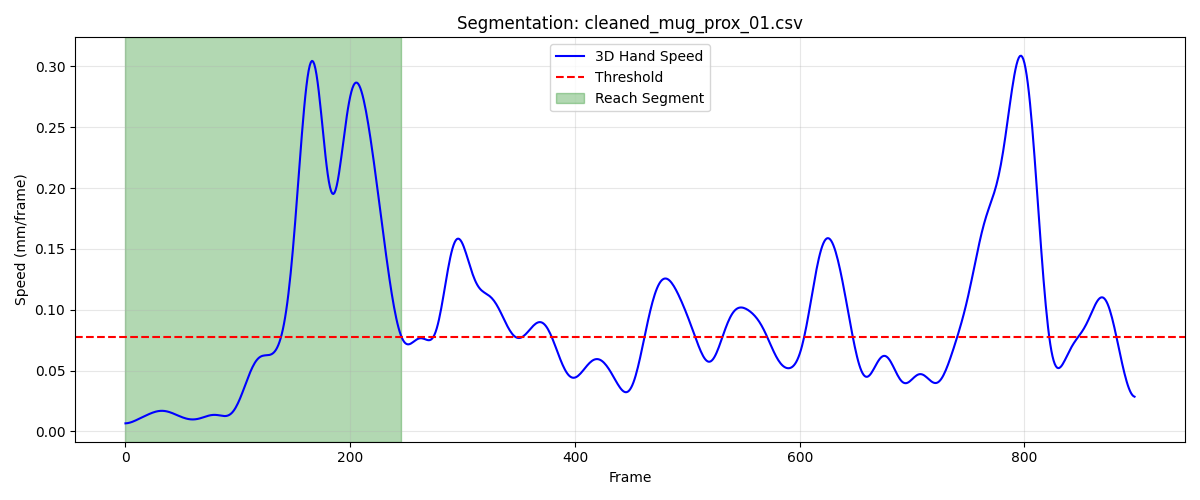 Segmentation: cleaned_mug_prox_01.csv
3D Hand Speed
Threshold
Reach Segment
Speed (mm/frame)
0.30
0.25
0.20
0.15
0.10
0.05
0.00
0 200 400 600 800
Frame